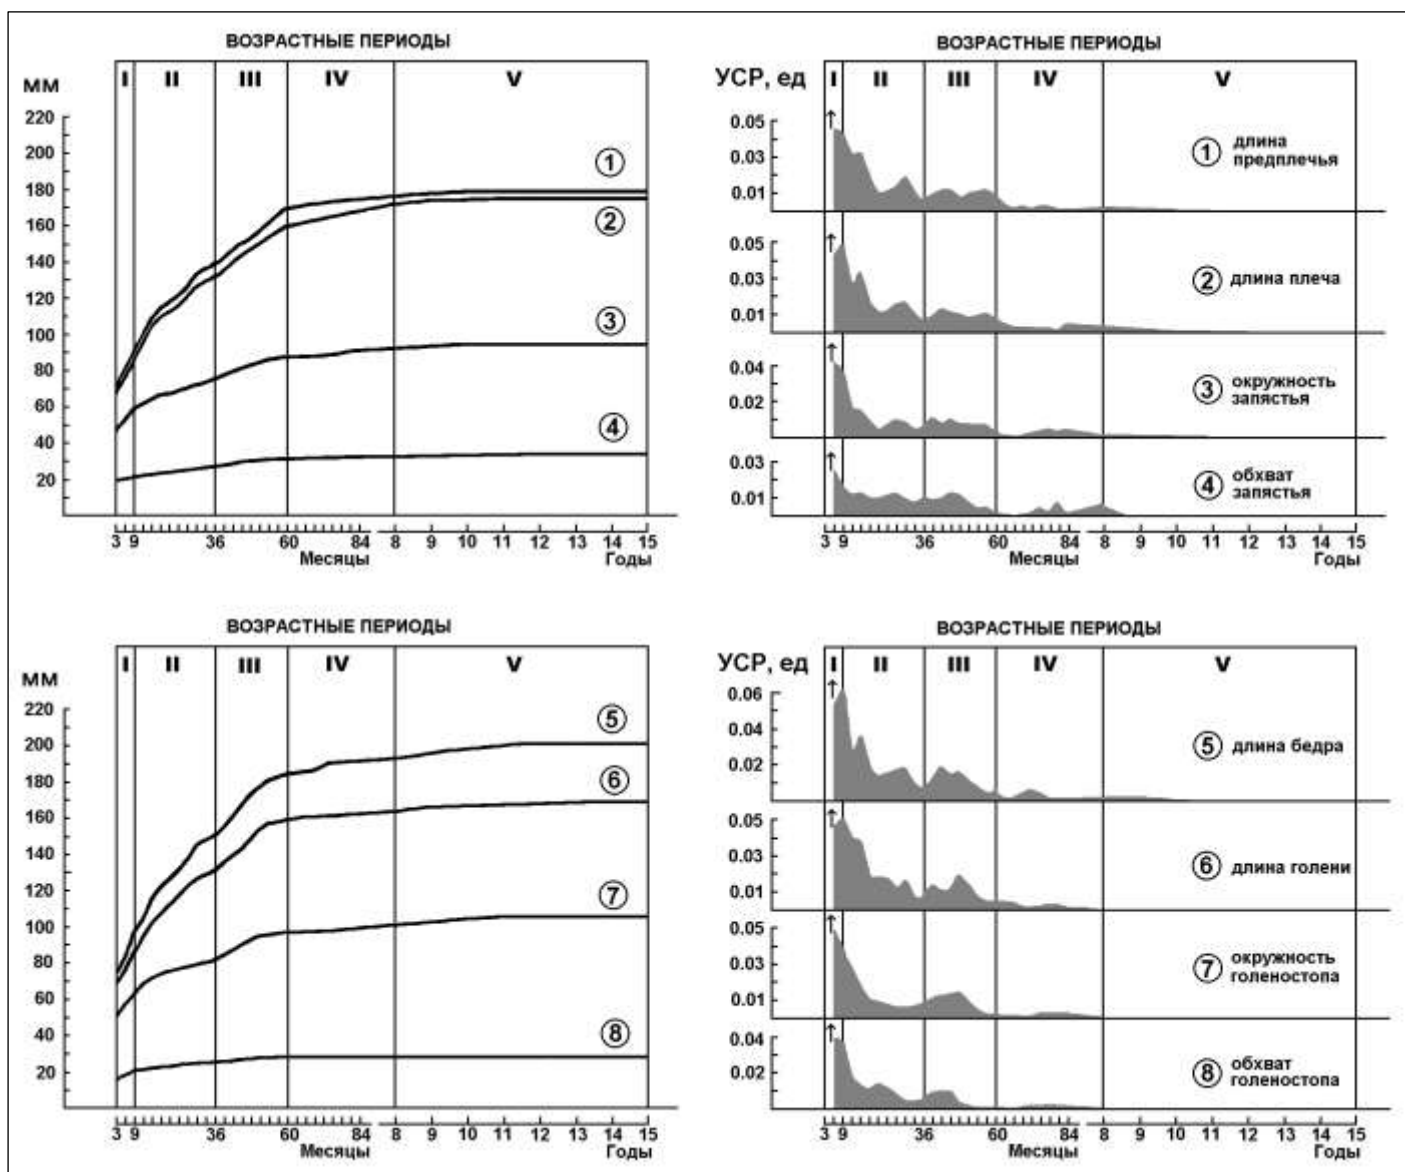 ВОЗРАСТНЫЕ ПЕРИОДЫ
мм
I II III IV V
220
200
180
160
140
120
100
80
60
40
20
1
2
3
4
3 9 36 60 84 8 9 10 11 12 13 14 15
Месяцы Годы
ВОЗРАСТНЫЕ ПЕРИОДЫ
УСР, ед
I II III IV V
0.05
0.03
0.01
1 длина
предплечья
0.05
0.03
0.01
2 длина плеча
0.04
0.02
3 окружность
запястья
0.03
0.01
4 обхват
запястья
3 9 36 60 84 8 9 10 11 12 13 14 15
Месяцы Годы
ВОЗРАСТНЫЕ ПЕРИОДЫ
мм
I II III IV V
220
200
180
160
140
120
100
80
60
40
20
5
6
7
8
3 9 36 60 84 8 9 10 11 12 13 14 15
Месяцы Годы
ВОЗРАСТНЫЕ ПЕРИОДЫ
УСР, ед
I II III IV V
0.06
0.04
0.02
5 длина бедра
0.05
0.03
0.01
6 длина голени
0.05
0.03
0.01
7 окружность
голеностопа
0.04
0.02
8 обхват
голеностопа
3 9 36 60 84 8 9 10 11 12 13 14 15
Месяцы Годы